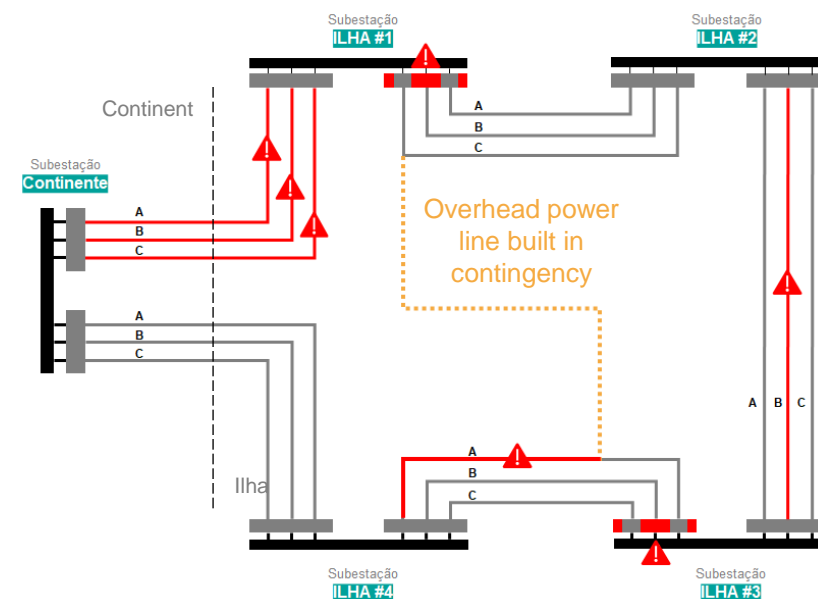 Subestação
ILHA #1
Subestação
ILHA #2
Continent
A
B
C
Subestação
Continente
A
B
C
Overhead power
line built in
contingency
A
B
C
A B C
A
B
C
Ilha
Subestação
ILHA #4
Subestação
ILHA #3